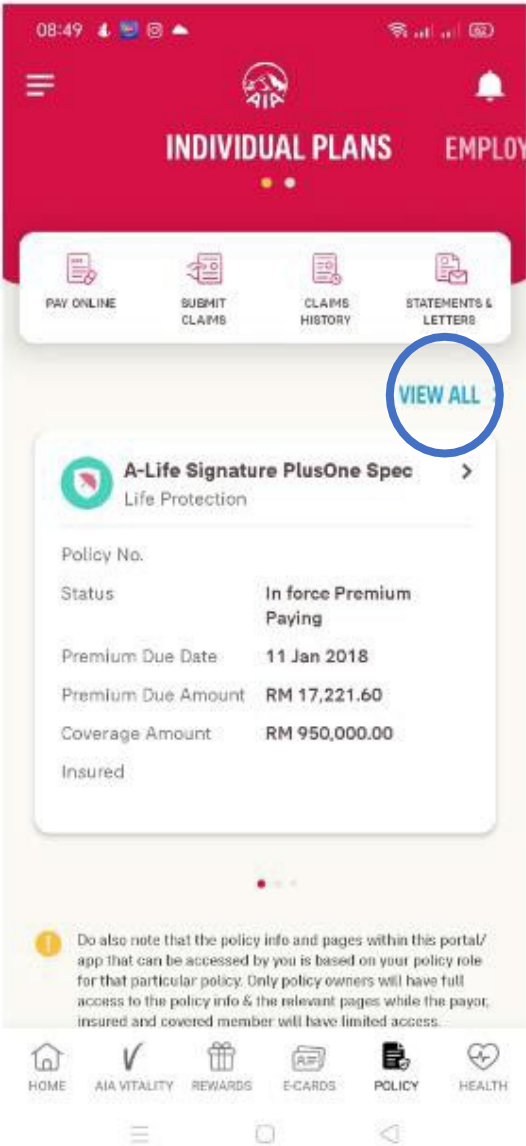 08:49
62
AIA
INDIVIDUAL PLANS
EMPLOY
PAY ONLINE
SUBMIT
CLAIMS
CLAIMS
HISTORY
STATEMENTS &
LETTERS
VIEW ALL
A-Life Signature PlusOne Spec
Life Protection
Policy No.
Status In force Premium
Paying
Premium Due Date 11 Jan 2018
Premium Due Amount RM 17,221.60
Coverage Amount RM 950,000.00
Insured
Do also note that the policy info and pages within this portal/
app that can be accessed by you is based on your policy role
for that particular policy. Only policy owners will have full
access to the policy info & the relevant pages while the payor,
insured and covered member will have limited access.
HOME AIA VITALITY REWARDS E-CARDS POLICY HEALTH